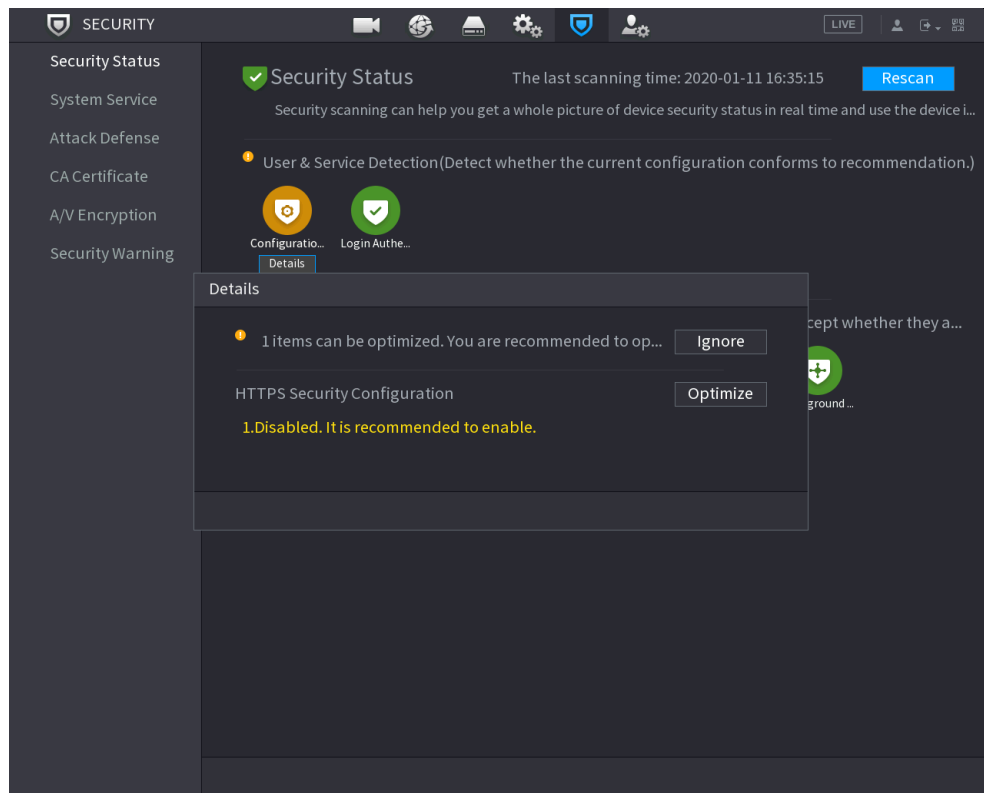 SECURITY
LIVE
Security Status
System Service
Attack Defense
CA Certificate
A/V Encryption
Security Warning
Security Status
The last scanning time: 2020-01-11 16:35:15
Rescan
Security scanning can help you get a whole picture of device security status in real time and use the device i...
User & Service Detection(Detect whether the current configuration conforms to recommendation.)
Configuratio...
Login Authe...
Details
Details
1 items can be optimized. You are recommended to op...
Ignore
HTTPS Security Configuration
Optimize
1.Disabled. It is recommended to enable.
cept whether they a...
ground ...